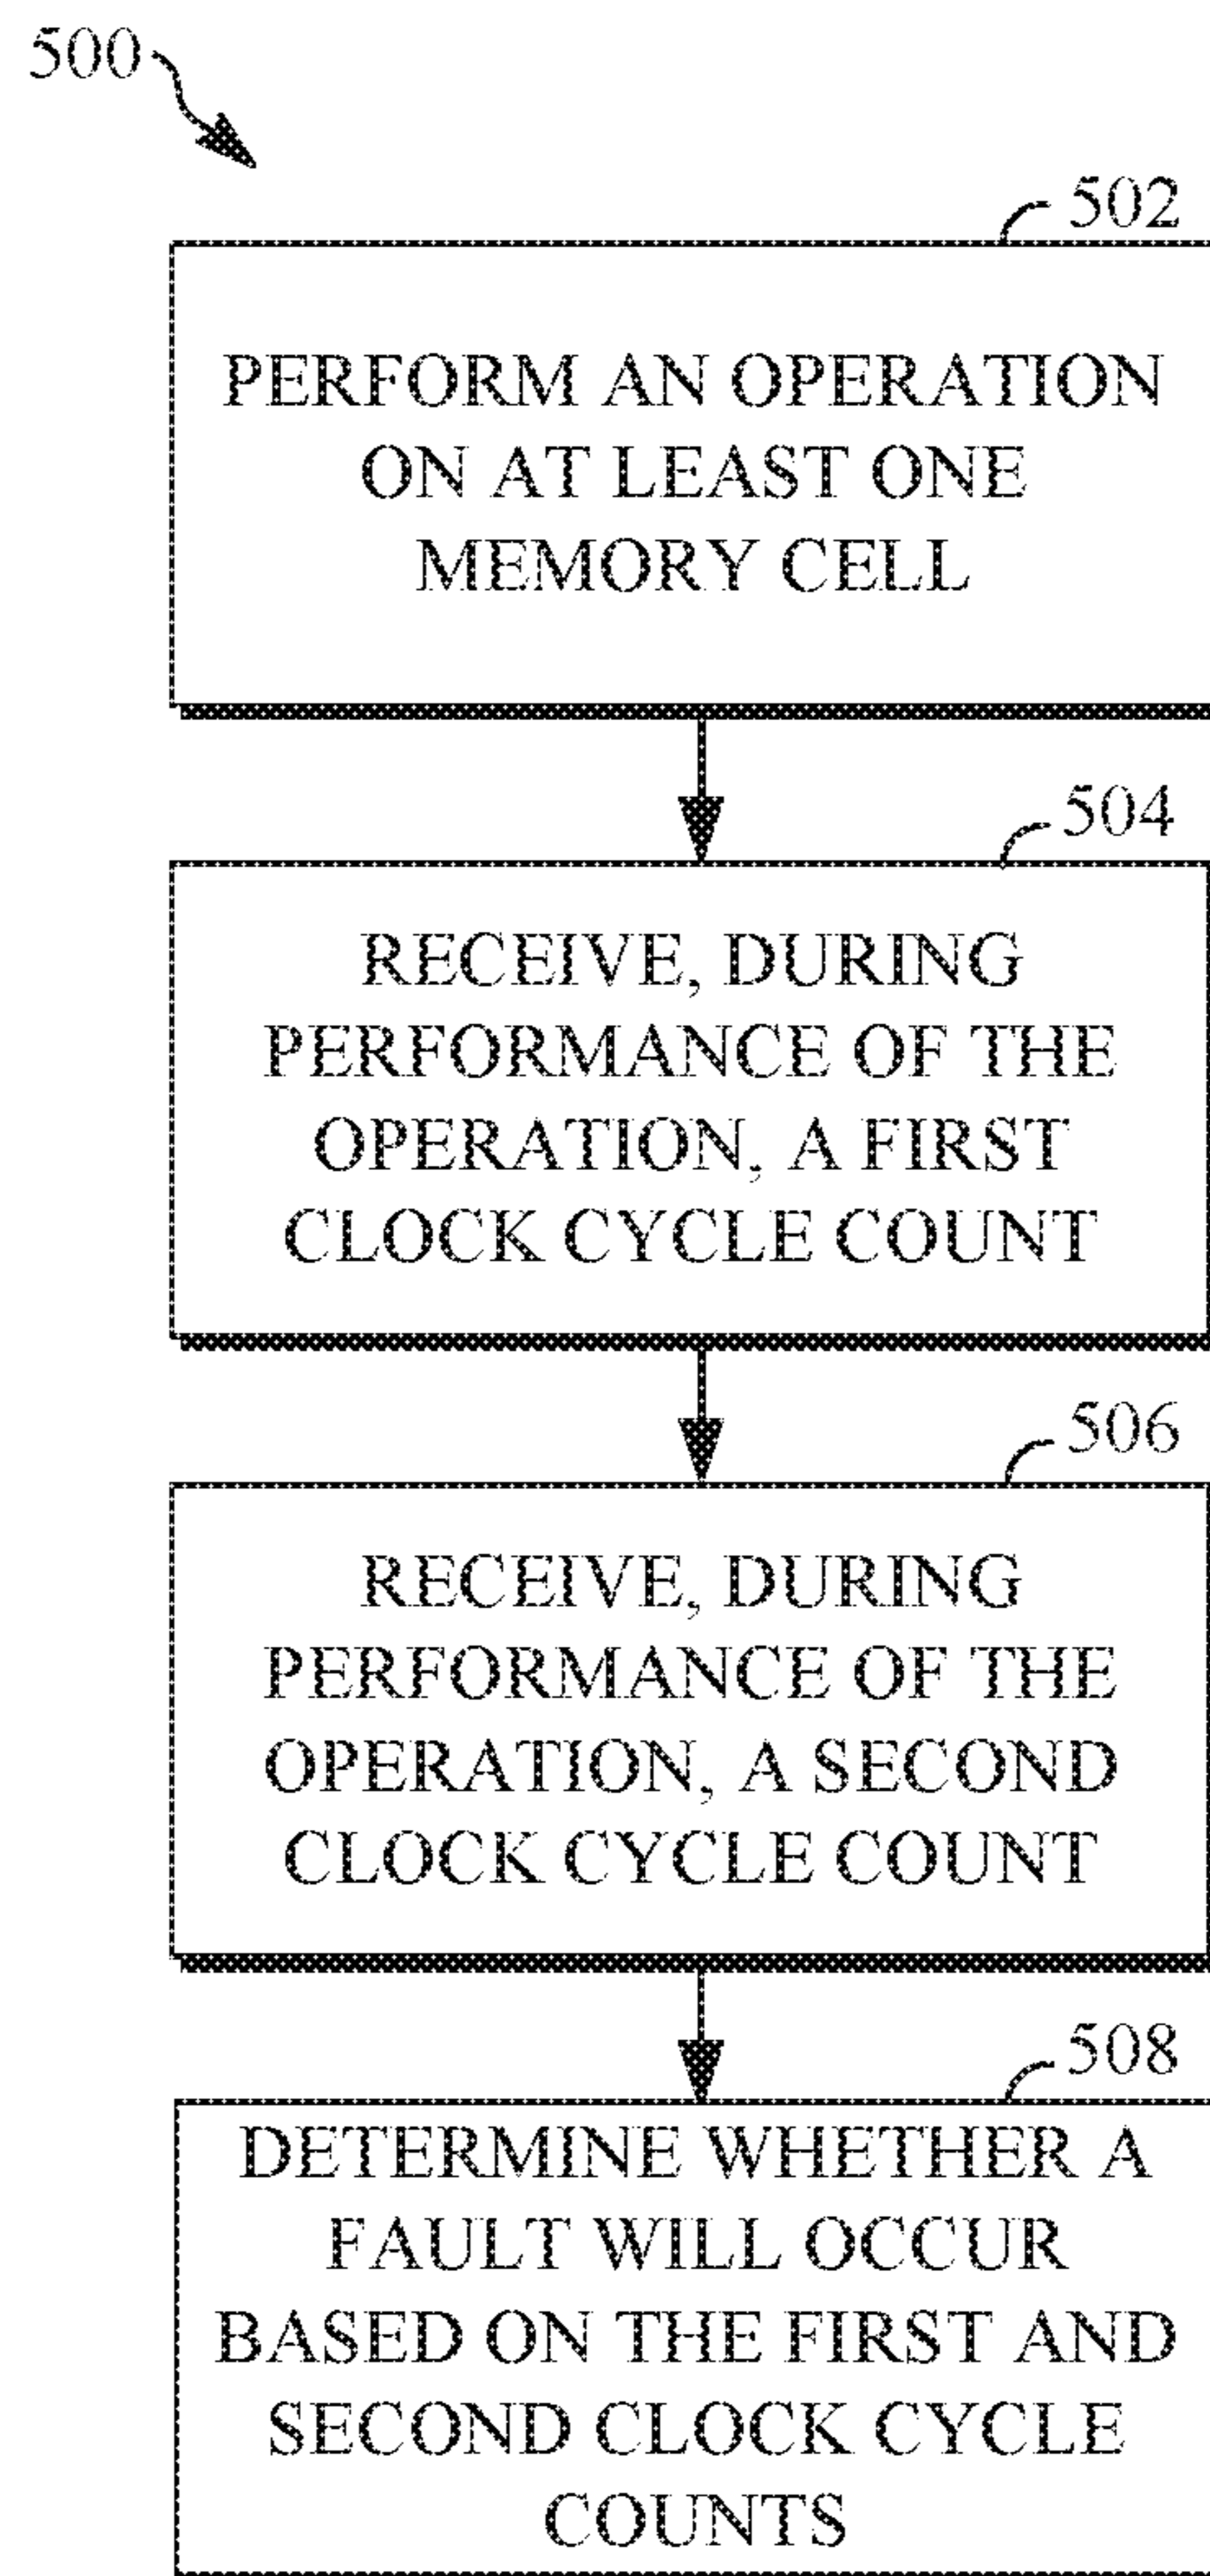 500
502
PERFORM AN OPERATION
ON AT LEAST ONE
MEMORY CELL
504
RECEIVE, DURING
PERFORMANCE OF THE
OPERATION, A FIRST
CLOCK CYCLE COUNT
506
RECEIVE, DURING
PERFORMANCE OF THE
OPERATION, A SECOND
CLOCK CYCLE COUNT
508
DETERMINE WHETHER A
FAULT WILL OCCUR
BASED ON THE FIRST AND
SECOND CLOCK CYCLE
COUNTS